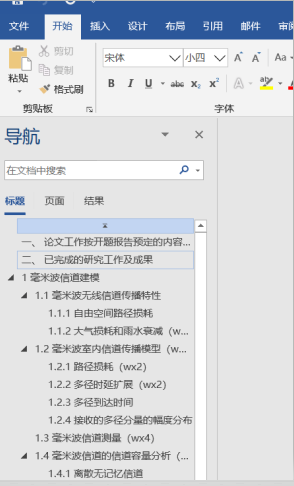 文件 开始 插入 设计 布局 引用 邮件 审阅
粘贴
剪切
复制
格式刷
剪贴板
宋体 小四 A A Aa
B I U abc x₂ x² A aby A
字体
导航
在文档中搜索
标题 页面 结果
一、 论文工作按开题报告预定的内容...
二、 已完成的研究工作及成果
1 毫米波信道建模
1.1 毫米波无线信道传播特性
1.1.1 自由空间路径损耗
1.1.2 大气损耗和雨水衰减（w...
1.2 毫米波室内信道传播模型（w...
1.2.1 路径损耗（wx2）
1.2.2 多径时延扩展（wx2）
1.2.3 多径到达时间
1.2.4 接收的多径分量的幅度分布
1.3 毫米波信道测量（wx4）
1.4 毫米波信道的信道容量分析（...
1.4.1 离散无记忆信道